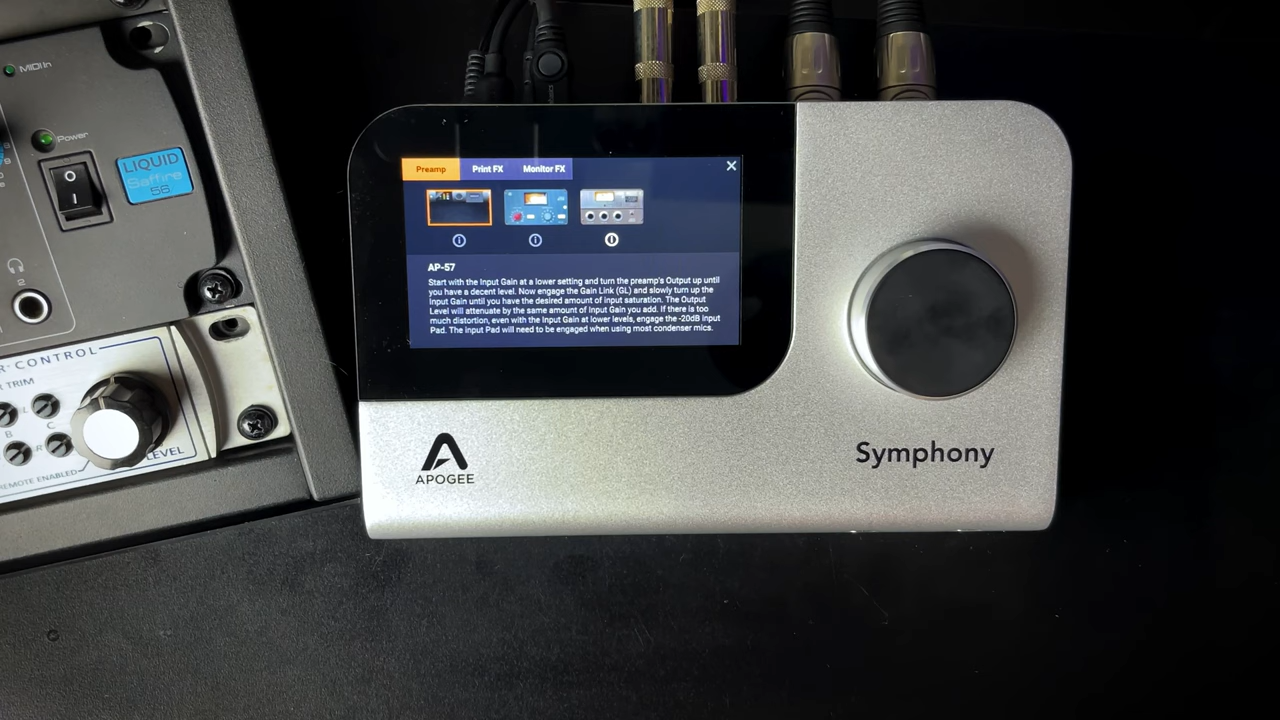 MIDI In
Power
LIQUID
Saffire
56
2
CONTROL
TRIM
L
B
C
R
REMOTE ENABLED
LEVEL
Preamp
Print FX
Monitor FX
AP-57
Start with the Input Gain at a lower setting and turn the preamp's Output up until
you have a decent level. Now engage the Gain Link (GL) and slowly turn up the
Input Gain until you have the desired amount of input saturation. The Output
Level will attenuate by the same amount of Input Gain you add. If there is too
much distortion, even with the Input Gain at lower levels, engage the -20dB Input
Pad. The Input Pad will need to be engaged when using most condenser mics.
APOGEE
Symphony